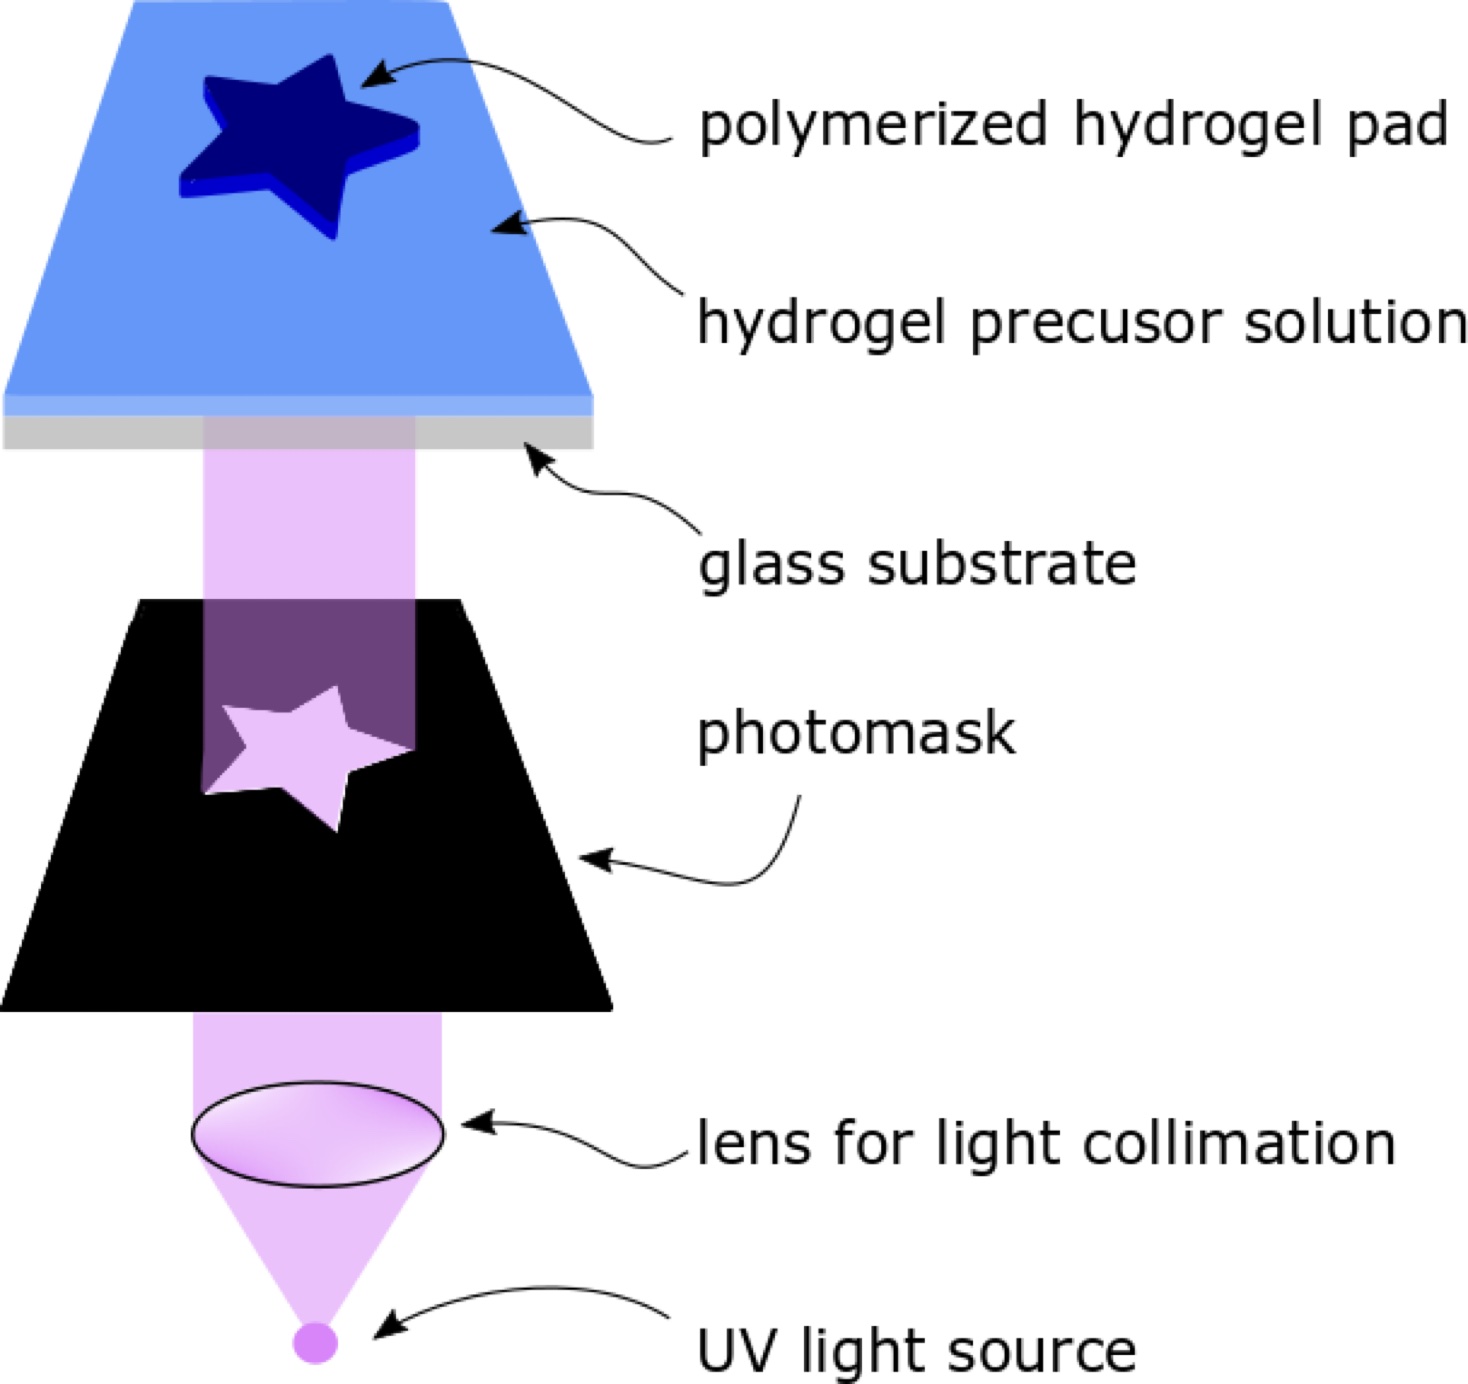 polymerized hydrogel pad
hydrogel precusor solution
glass substrate
photomask
lens for light collimation
UV light source